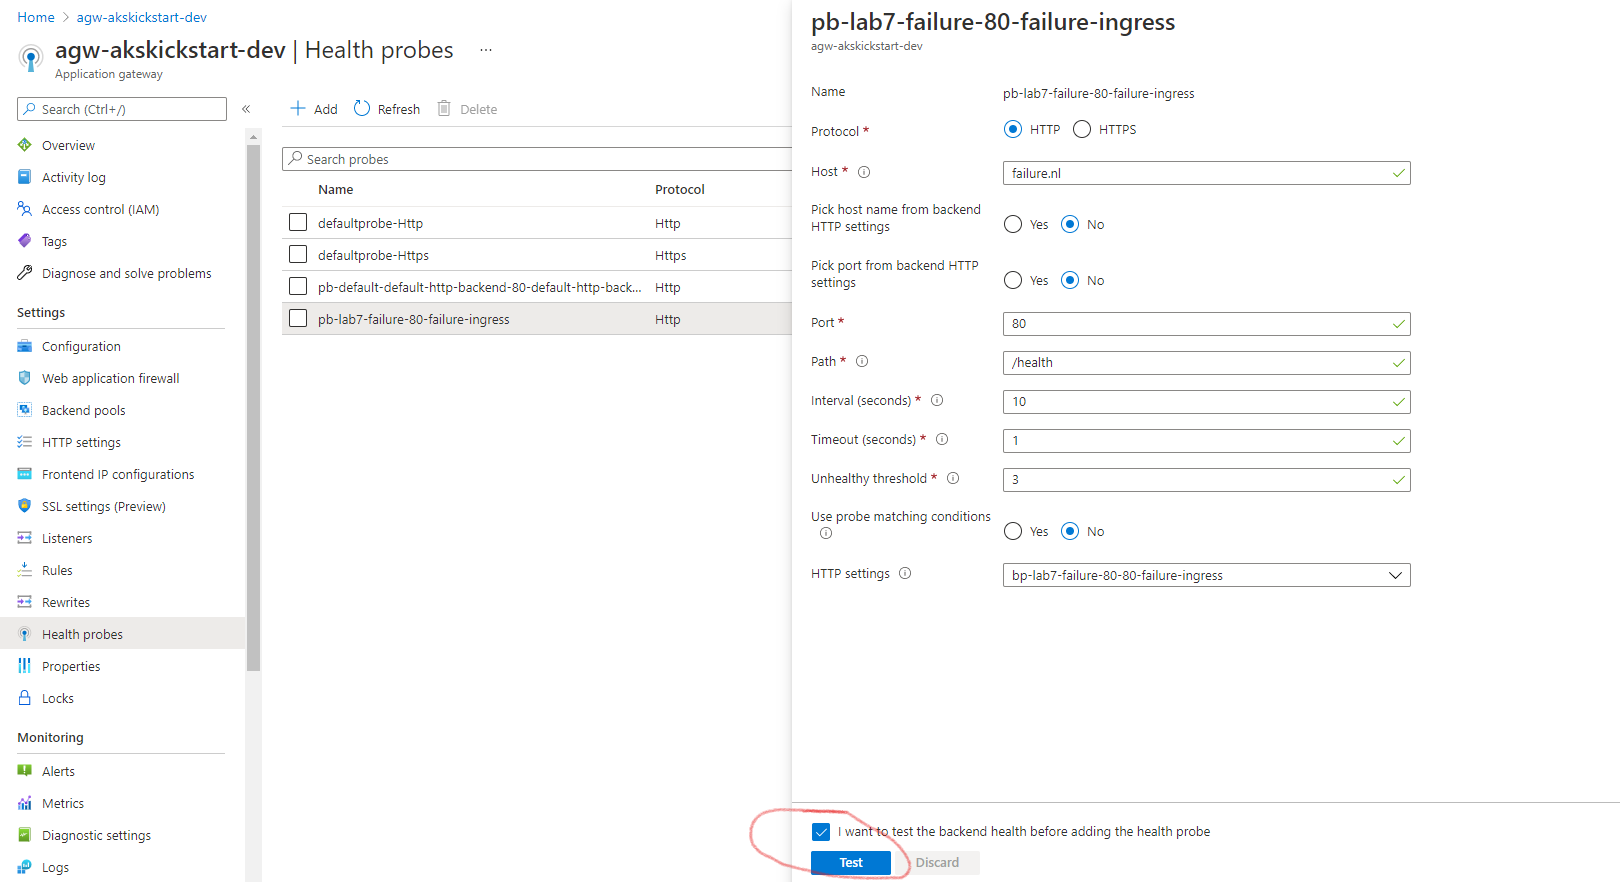 Home > agw-akskickstart-dev
agw-akskickstart-dev | Health probes ...
Application gateway
Search (Ctrl+/) «
Overview
Activity log
Access control (IAM)
Tags
Diagnose and solve problems
Settings
Configuration
Web application firewall
Backend pools
HTTP settings
Frontend IP configurations
SSL settings (Preview)
Listeners
Rules
Rewrites
Health probes
Properties
Locks
Monitoring
Alerts
Metrics
Diagnostic settings
Logs
Add Refresh Delete
Search probes
Name Protocol
defaultprobe-Http Http
defaultprobe-Https Https
pb-default-default-http-backend-80-default-http-back... Http
pb-lab7-failure-80-failure-ingress Http
pb-lab7-failure-80-failure-ingress
agw-akskickstart-dev
Name pb-lab7-failure-80-failure-ingress
Protocol * HTTP HTTPS
Host * failure.nl
Pick host name from backend
HTTP settings Yes No
Pick port from backend HTTP
settings Yes No
Port * 80
Path * /health
Interval (seconds) * 10
Timeout (seconds) * 1
Unhealthy threshold * 3
Use probe matching conditions Yes No
HTTP settings bp-lab7-failure-80-80-failure-ingress
I want to test the backend health before adding the health probe
Test Discard